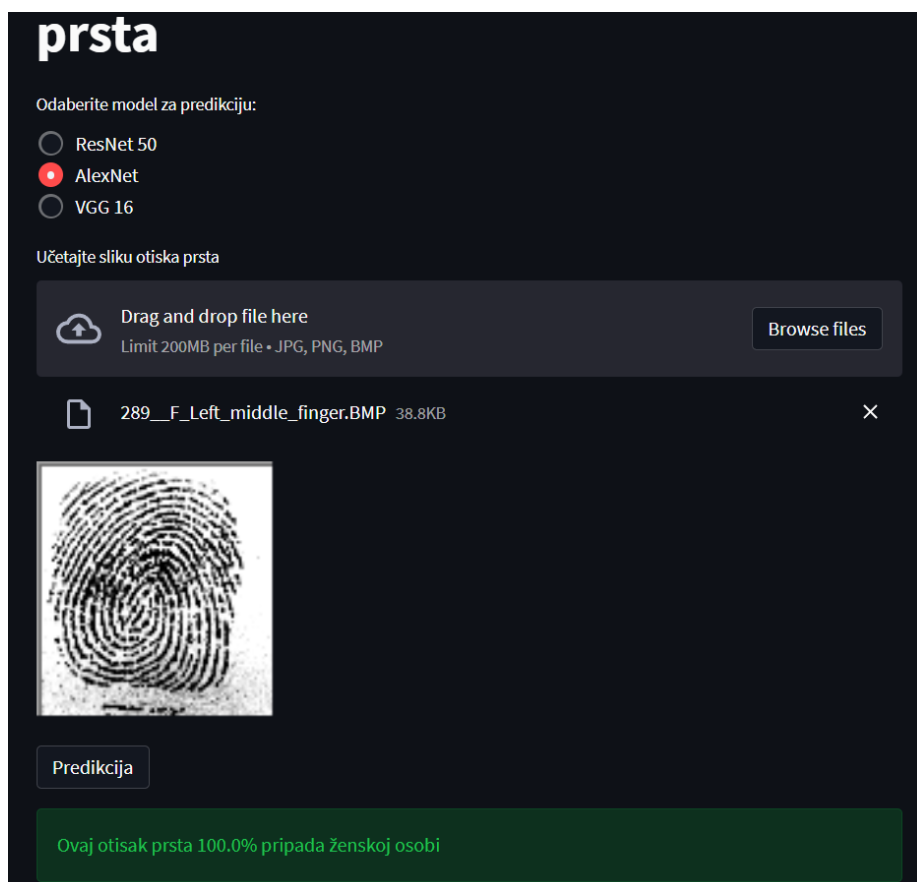 prsta
Odaberite model za predikciju:
ResNet 50
AlexNet
VGG 16
Učetajte sliku otiska prsta
Drag and drop file here
Limit 200MB per file • JPG, PNG, BMP
Browse files
289__F_Left_middle_finger.BMP 38.8KB
Predikcija
Ovaj otisak prsta 100.0% pripada ženskoj osobi